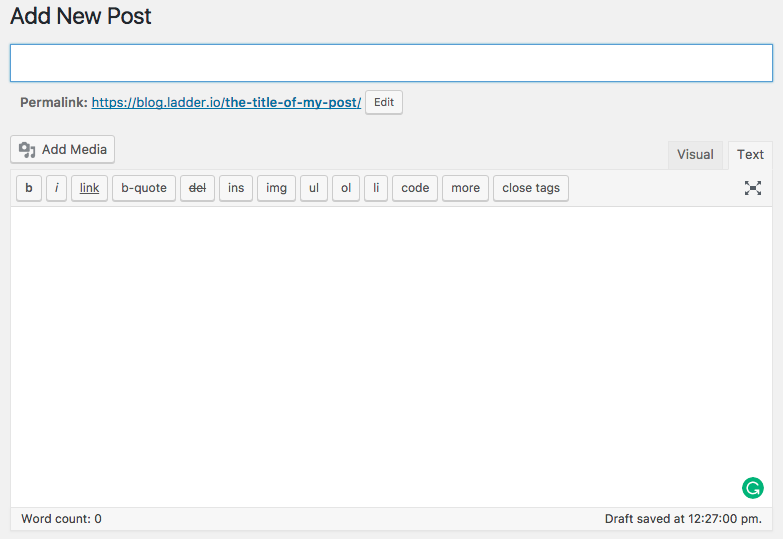 Add New Post
Permalink: https://blog.ladder.io/the-title-of-my-post/ Edit
Add Media
Visual Text
b i link b-quote del ins img ul ol li code more close tags
Word count: 0 Draft saved at 12:27:00 pm.